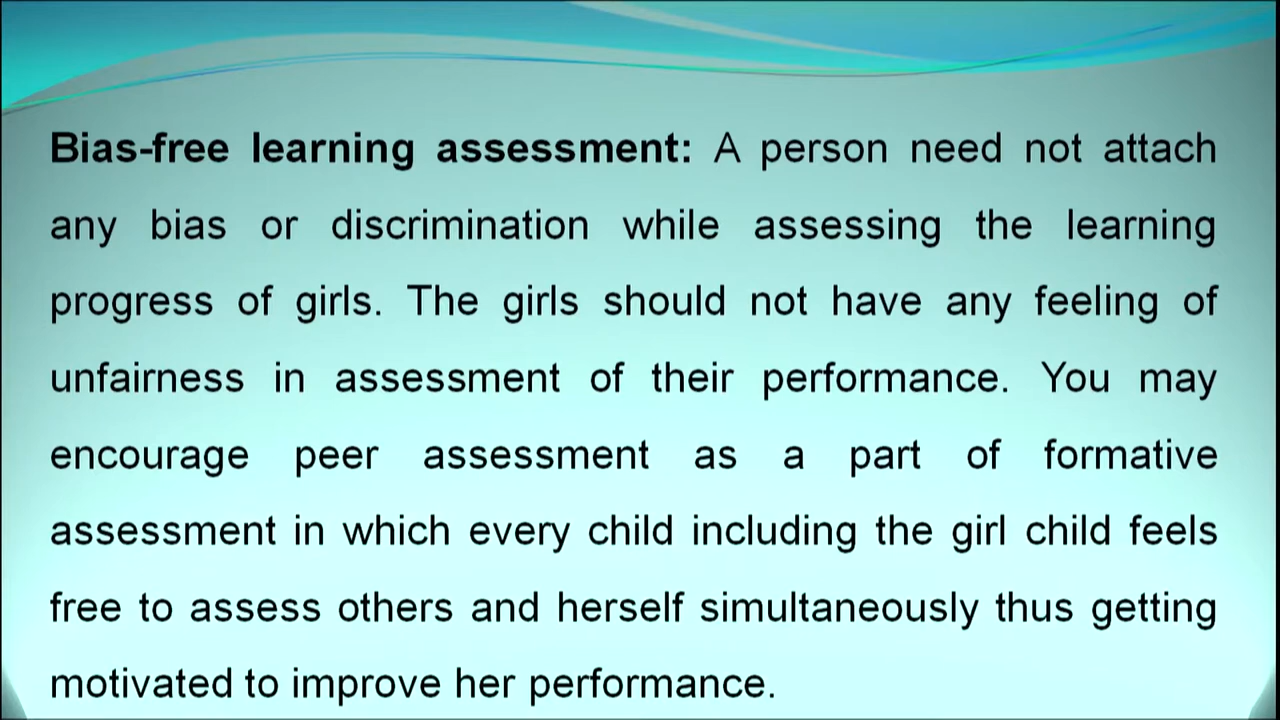 Bias-free learning assessment: A person need not attach
any bias or discrimination while assessing the learning
progress of girls. The girls should not have any feeling of
unfairness in assessment of their performance. You may
encourage peer assessment as a part of formative
assessment in which every child including the girl child feels
free to assess others and herself simultaneously thus getting
motivated to improve her performance.